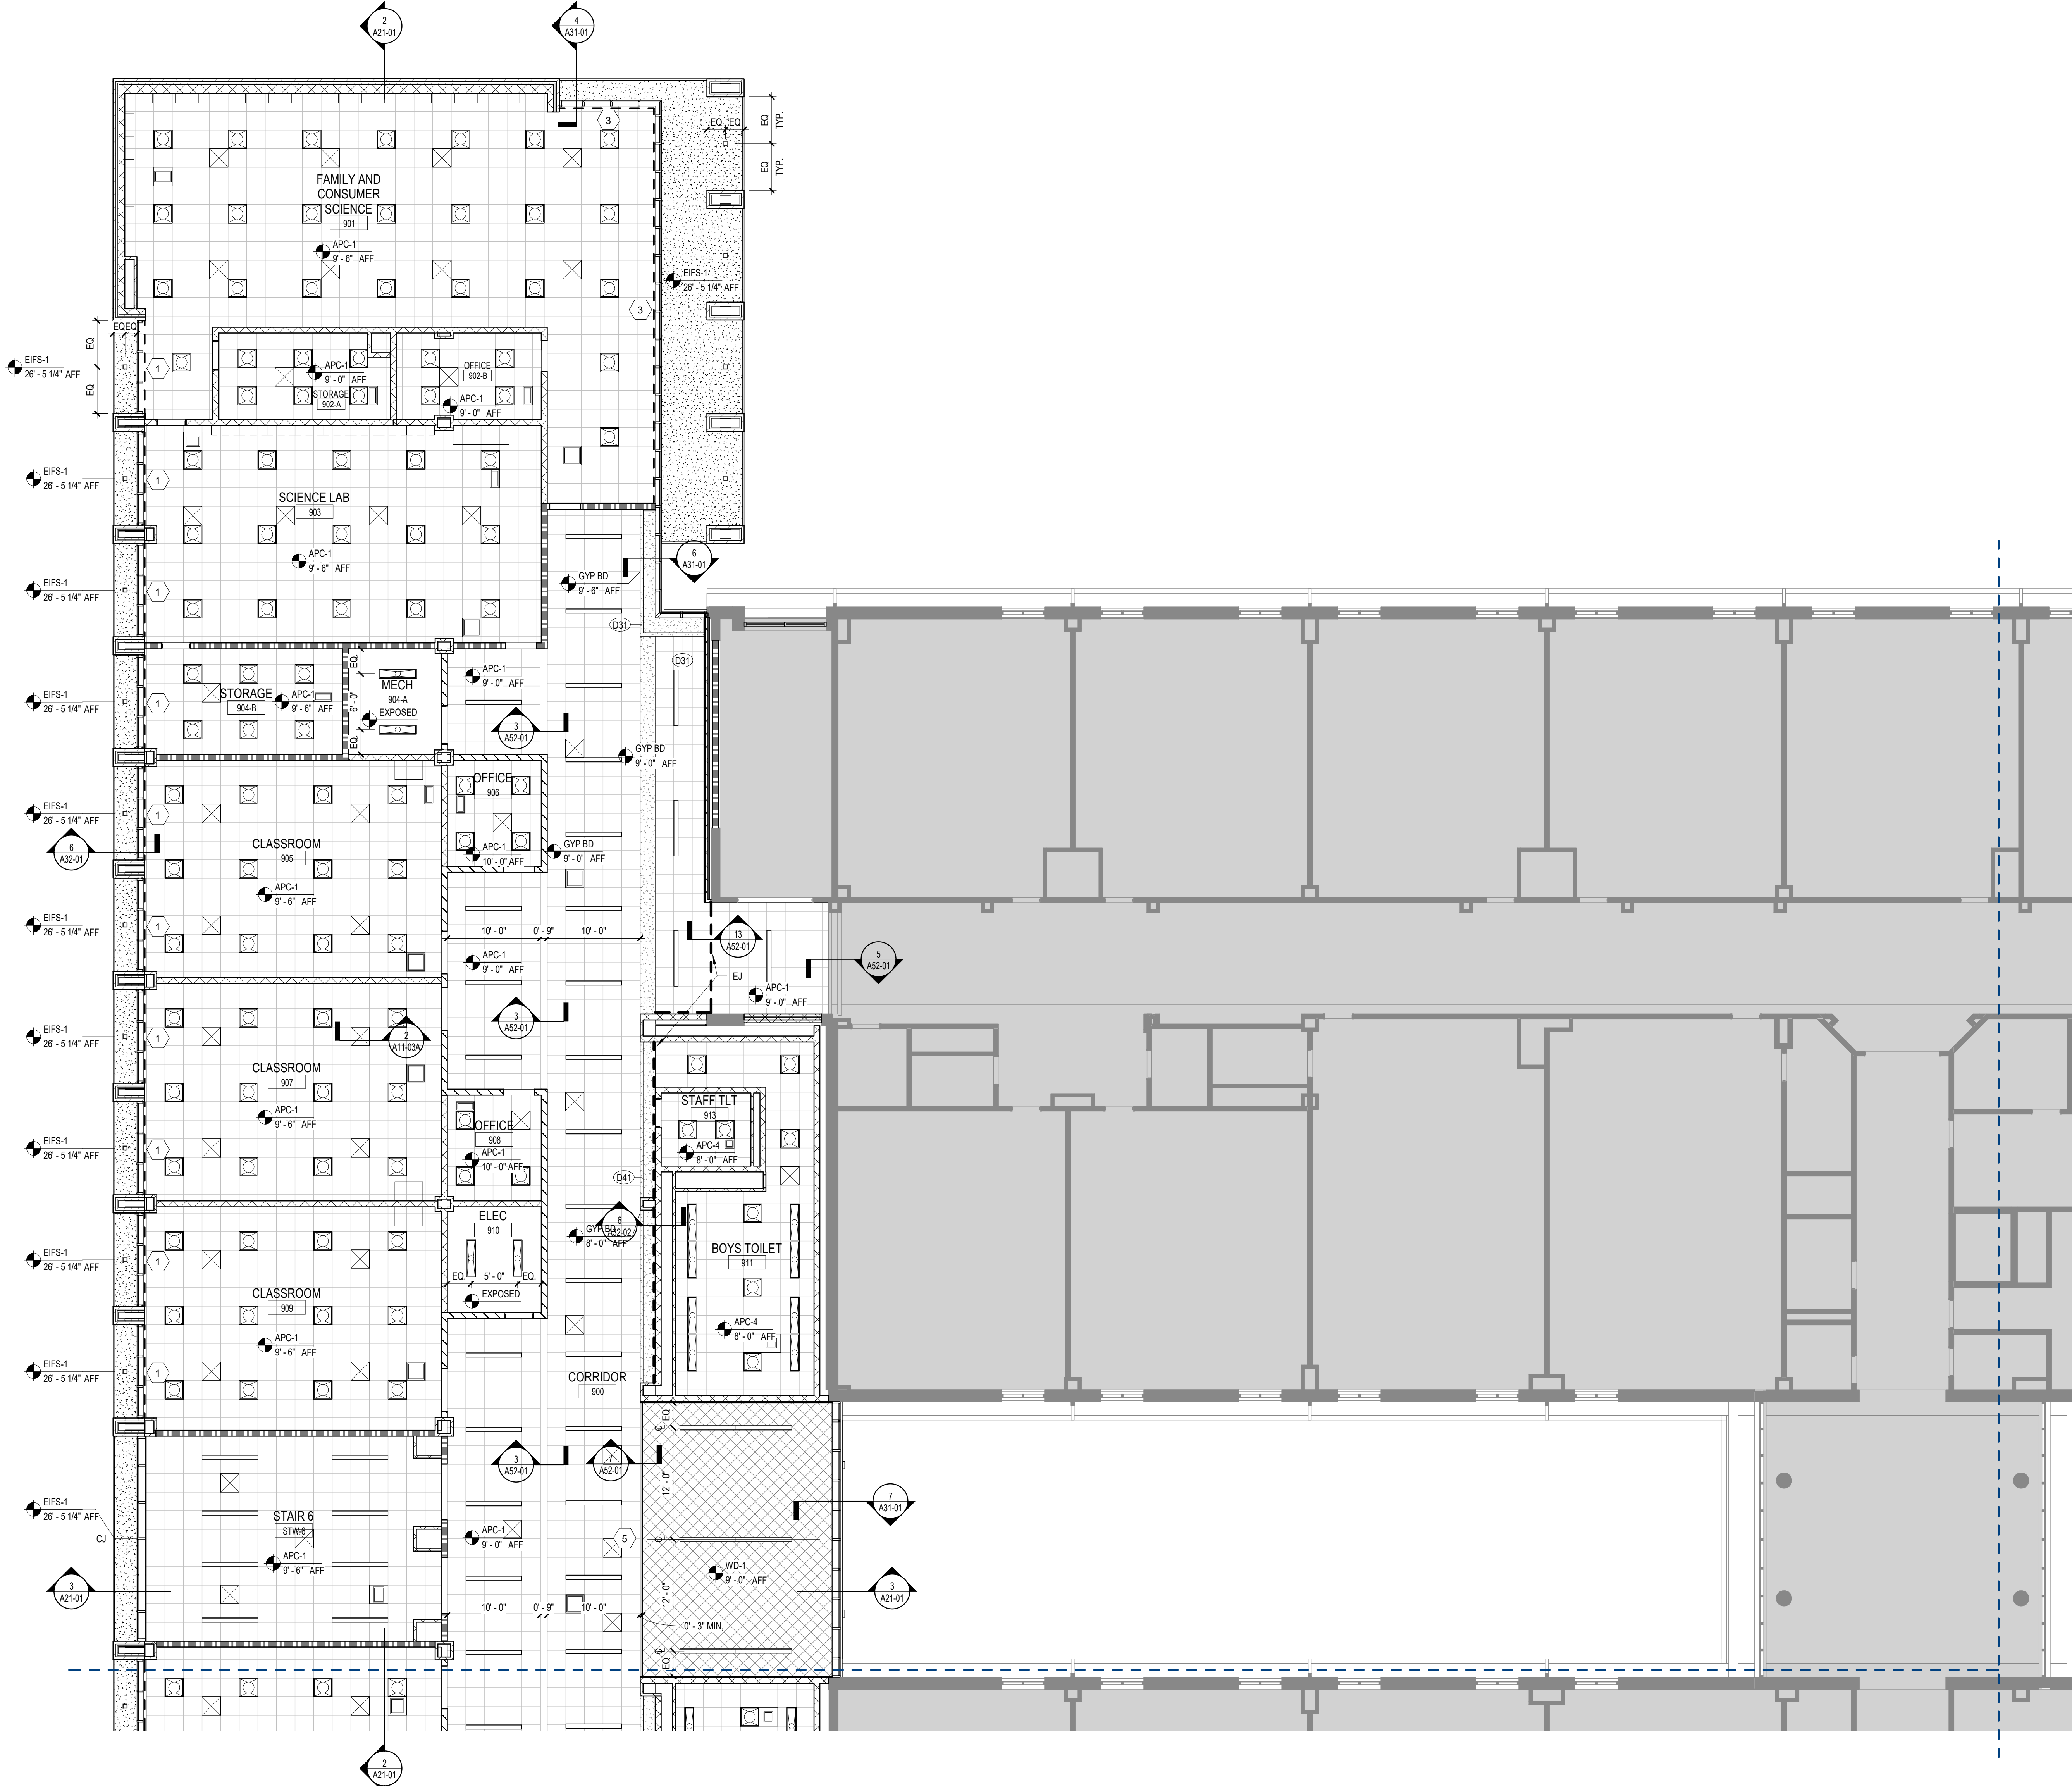 2
A21-01
4
A31-01
3
EQ
EQ
EQ
TYP.
EQ
TYP.
FAMILY AND
CONSUMER
SCIENCE
901
APC-1
9' - 6" AFF
EIFS-1
26' - 5 1/4" AFF
3
EQ
EQ
EQ
EQ
EIFS-1
26' - 5 1/4" AFF
1
APC-1
9' - 0" AFF
STORAGE
902-A
OFFICE
902-B
APC-1
9' - 0" AFF
EIFS-1
26' - 5 1/4" AFF
1
SCIENCE LAB
903
APC-1
9' - 6" AFF
EIFS-1
26' - 5 1/4" AFF
1
GYP BD
9' - 6" AFF
6
A31-01
D31
D31
EIFS-1
26' - 5 1/4" AFF
1
STORAGE
904-B
APC-1
9' - 6" AFF
EQ.
6' - 0"
EQ.
MECH
904-A
EXPOSED
APC-1
9' - 0" AFF
3
A52-01
GYP BD
9' - 0" AFF
EIFS-1
26' - 5 1/4" AFF
1
6
A32-01
CLASSROOM
905
APC-1
9' - 6" AFF
OFFICE
906
APC-1
10' - 0" AFF
GYP BD
9' - 0" AFF
EIFS-1
26' - 5 1/4" AFF
1
10' - 0"
0' - 9"
10' - 0"
APC-1
9' - 0" AFF
13
A52-01
EJ
5
A52-01
APC-1
9' - 0" AFF
EIFS-1
26' - 5 1/4" AFF
1
2
A11-03A
3
A52-01
CLASSROOM
907
APC-1
9' - 6" AFF
OFFICE
908
APC-1
10' - 0" AFF
STAFF TLT
913
APC-4
8' - 0" AFF
EIFS-1
26' - 5 1/4" AFF
1
D41
ELEC
910
EQ.
5' - 0"
EQ.
EXPOSED
GYP BD
8' - 0" AFF
6
A32-02
BOYS TOILET
911
APC-4
8' - 0" AFF
EIFS-1
26' - 5 1/4" AFF
1
CLASSROOM
909
APC-1
9' - 6" AFF
EIFS-1
26' - 5 1/4" AFF
1
CORRIDOR
900
3
A52-01
7
A52-01
EQ
12' - 0"
12' - 0"
EQ
7
A31-01
EIFS-1
26' - 5 1/4" AFF
CJ
STAIR 6
STW-6
APC-1
9' - 6" AFF
APC-1
9' - 0" AFF
5
WD-1
9' - 0" AFF
3
A21-01
3
A21-01
10' - 0"
0' - 9"
10' - 0"
0' - 3" MIN.
2
A21-01